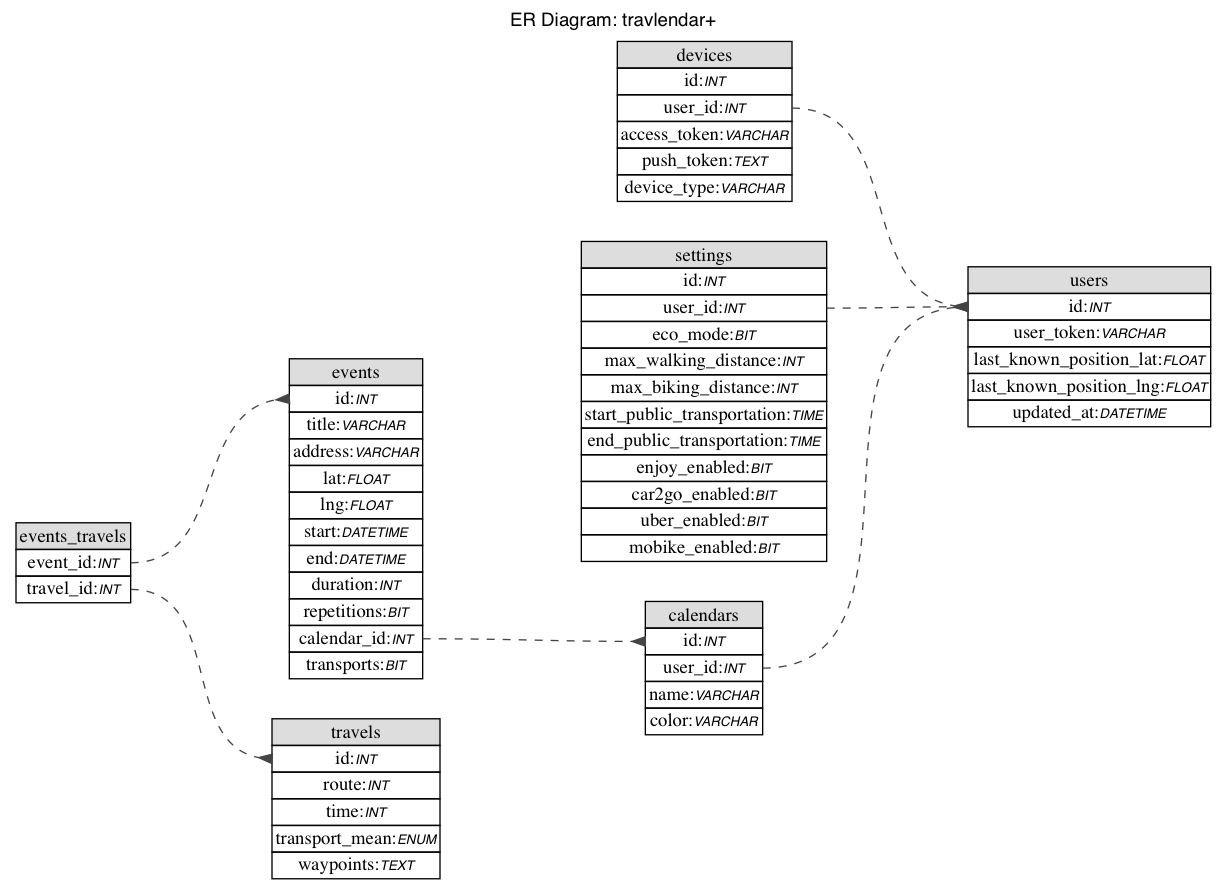 ER Diagram: travlendar+
devices
id:INT
user_id:INT
access_token:VARCHAR
push_token:TEXT
device_type:VARCHAR
settings
id:INT
user_id:INT
eco_mode:BIT
max_walking_distance:INT
max_biking_distance:INT
start_public_transportation:TIME
end_public_transportation:TIME
enjoy_enabled:BIT
car2go_enabled:BIT
uber_enabled:BIT
mobike_enabled:BIT
users
id:INT
user_token:VARCHAR
last_known_position_lat:FLOAT
last_known_position_lng:FLOAT
updated_at:DATETIME
events
id:INT
title:VARCHAR
address:VARCHAR
lat:FLOAT
lng:FLOAT
start:DATETIME
end:DATETIME
duration:INT
repetitions:BIT
calendar_id:INT
transports:BIT
events_travels
event_id:INT
travel_id:INT
calendars
id:INT
user_id:INT
name:VARCHAR
color:VARCHAR
travels
id:INT
route:INT
time:INT
transport_mean:ENUM
waypoints:TEXT